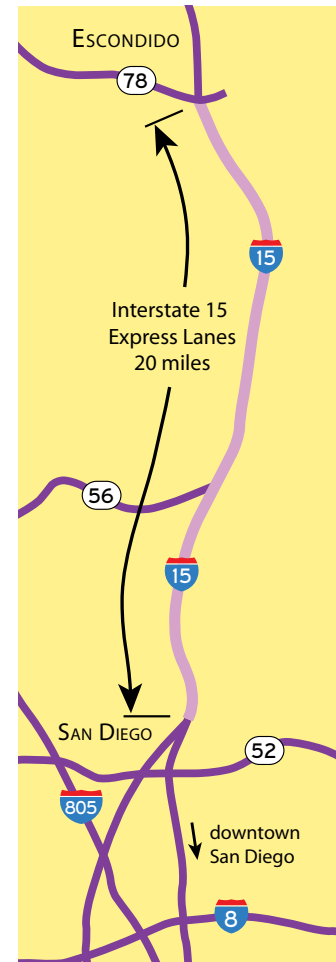 ESCONDIDO
78
15
Interstate 15
Express Lanes
20 miles
56
15
SAN DIEGO
52
805
downtown
San Diego
8